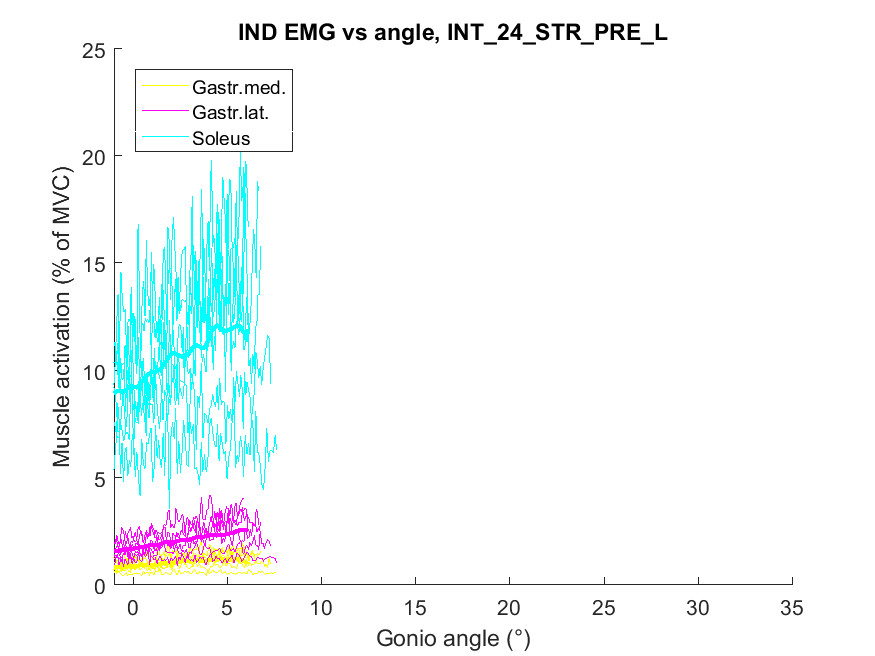 IND EMG vs angle, INT_24_STR_PRE_L
25
20
15
10
5
0
Muscle activation (% of MVC)
Gastr.med.
Gastr.lat.
Soleus
0 5 10 15 20 25 30 35
Gonio angle (°)